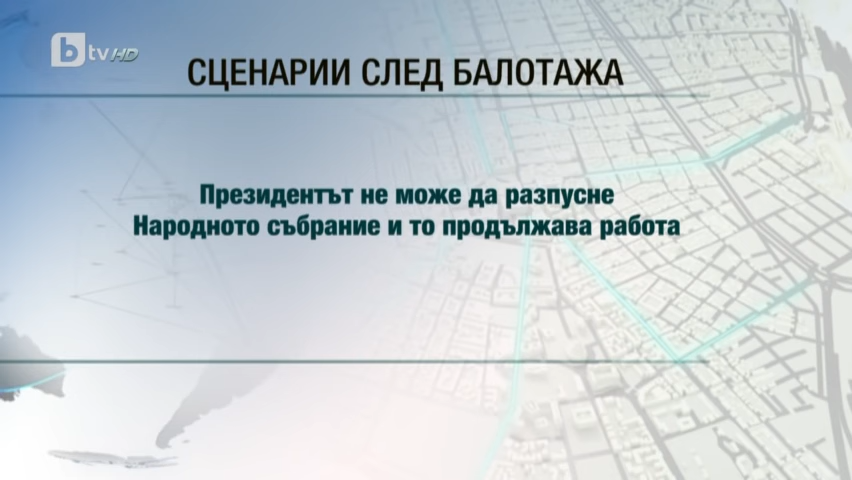 btv HD
СЦЕНАРИИ СЛЕД БАЛОТАЖА
Президентът не може да разпусне
Народното събрание и то продължава работа